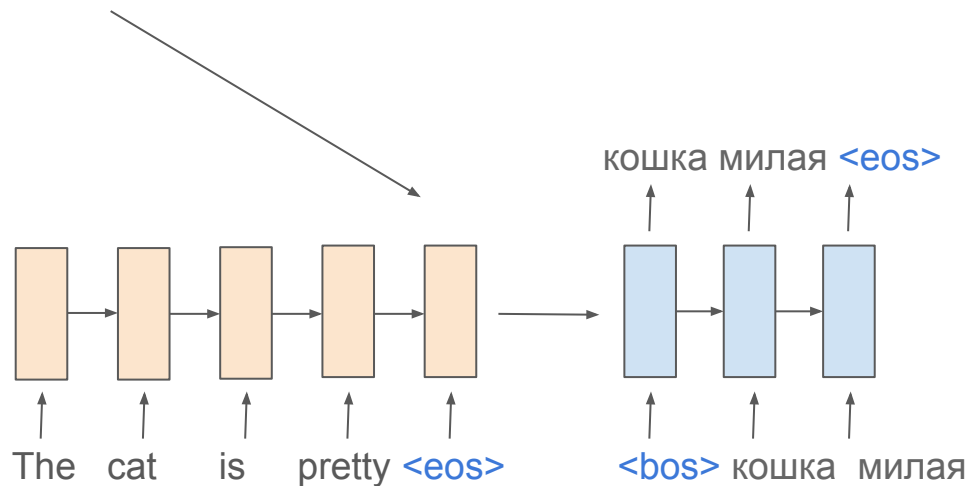 кошка милая <eos>
The cat is pretty <eos> <bos> кошка милая